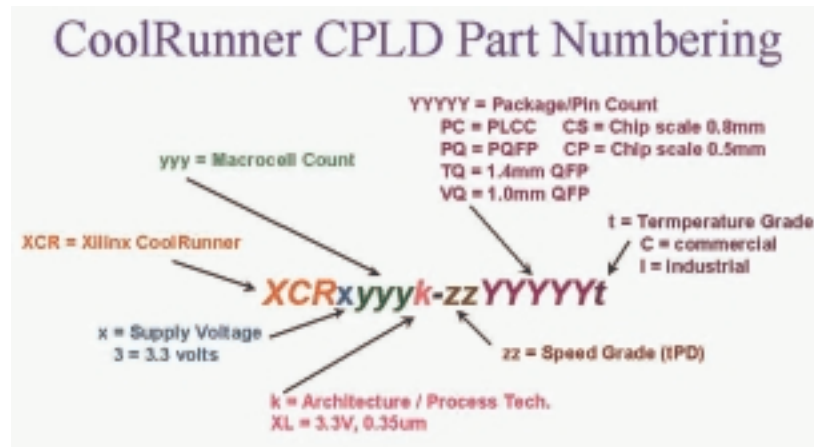 CoolRunner CPLD Part Numbering
YYYYY = Package/Pin Count
PC = PLCC CS = Chip scale 0.8mm
PQ = PQFP CP = Chip scale 0.5mm
TQ = 1.4mm QFP
VQ = 1.0mm QFP
yyy = Macrocell Count
t = Termperature Grade
C = commercial
I = Industrial
XCR = Xilinx CoolRunner
XCRxyyyk-zzYYYYYt
x = Supply Voltage
3 = 3.3 volts
zz = Speed Grade (tPD)
k = Architecture / Process Tech.
XL = 3.3V, 0.35um